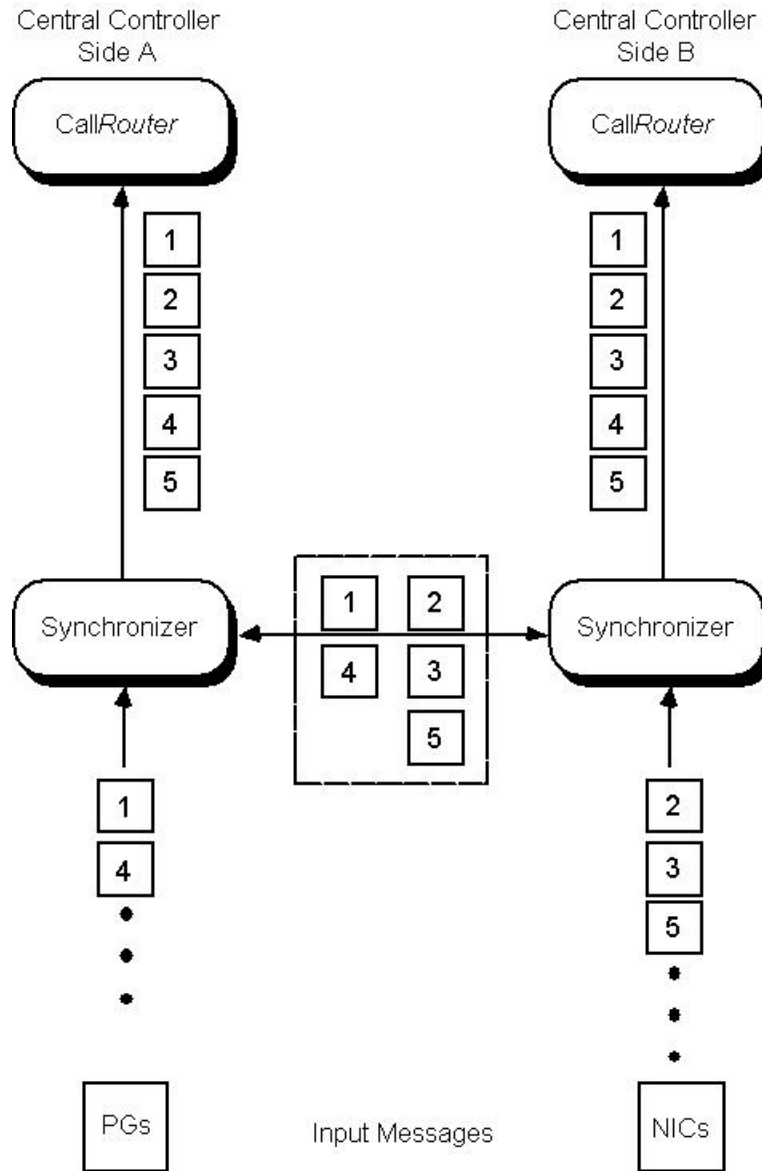 Central Controller
Side A
Central Controller
Side B
CallRouter
CallRouter
1
2
3
4
5
1
2
3
4
5
Synchronizer
1
2
4
3
5
Synchronizer
1
4
2
3
5
PGs
Input Messages
NICs